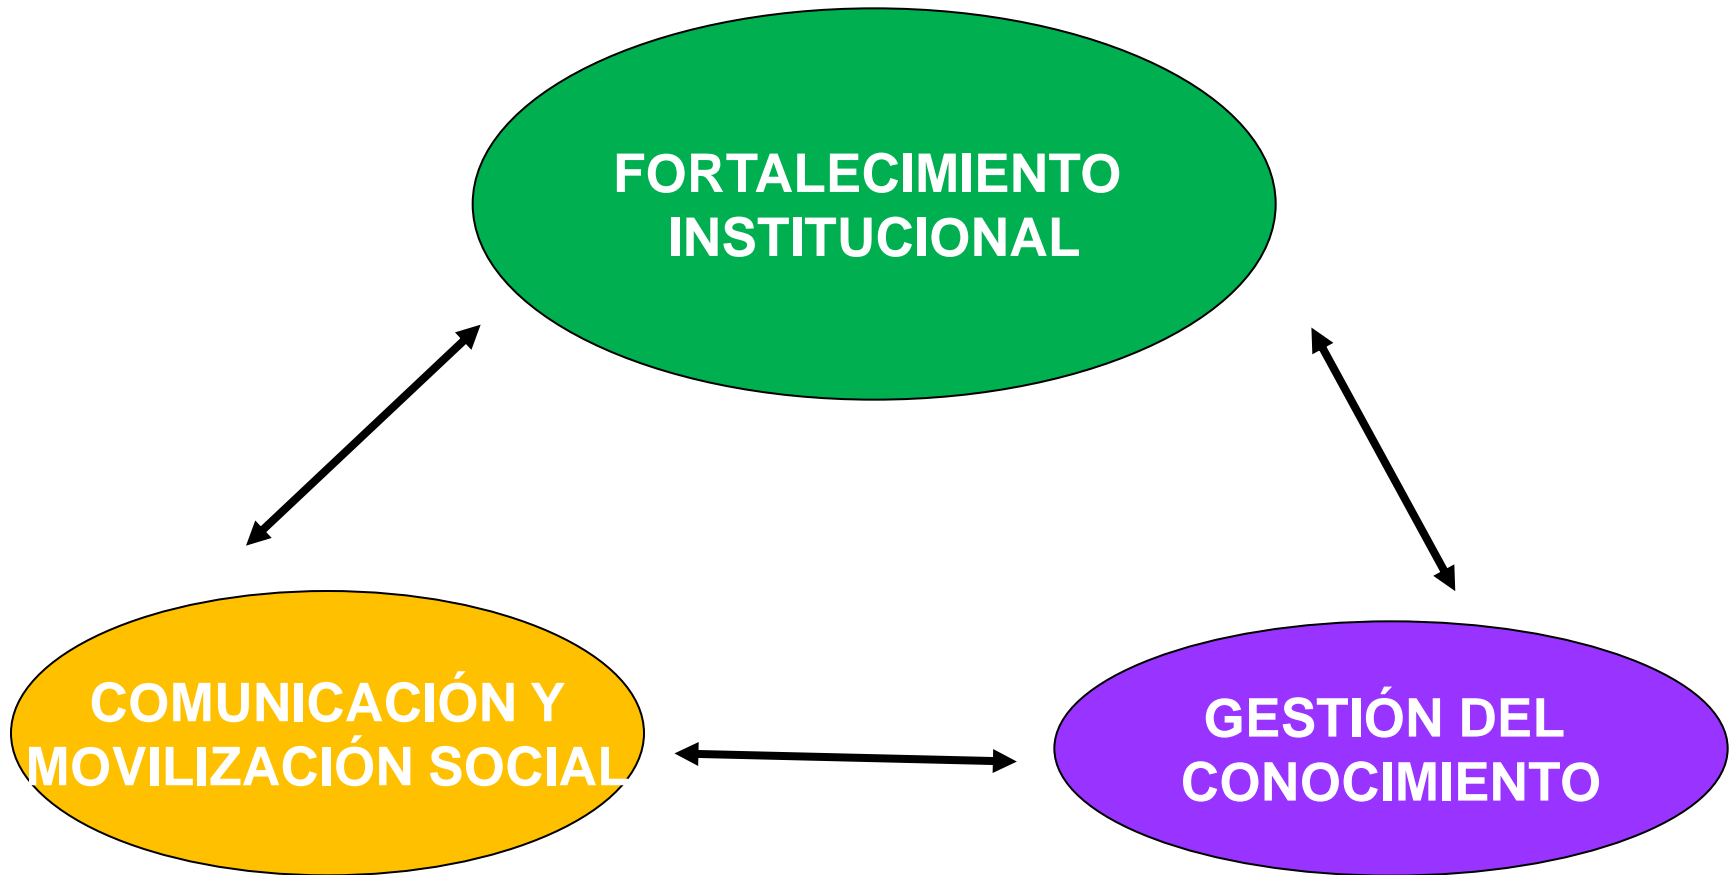 FORTALECIMIENTO
INSTITUCIONAL
COMUNICACIÓN Y
MOVILIZACIÓN SOCIAL
GESTIÓN DEL
CONOCIMIENTO